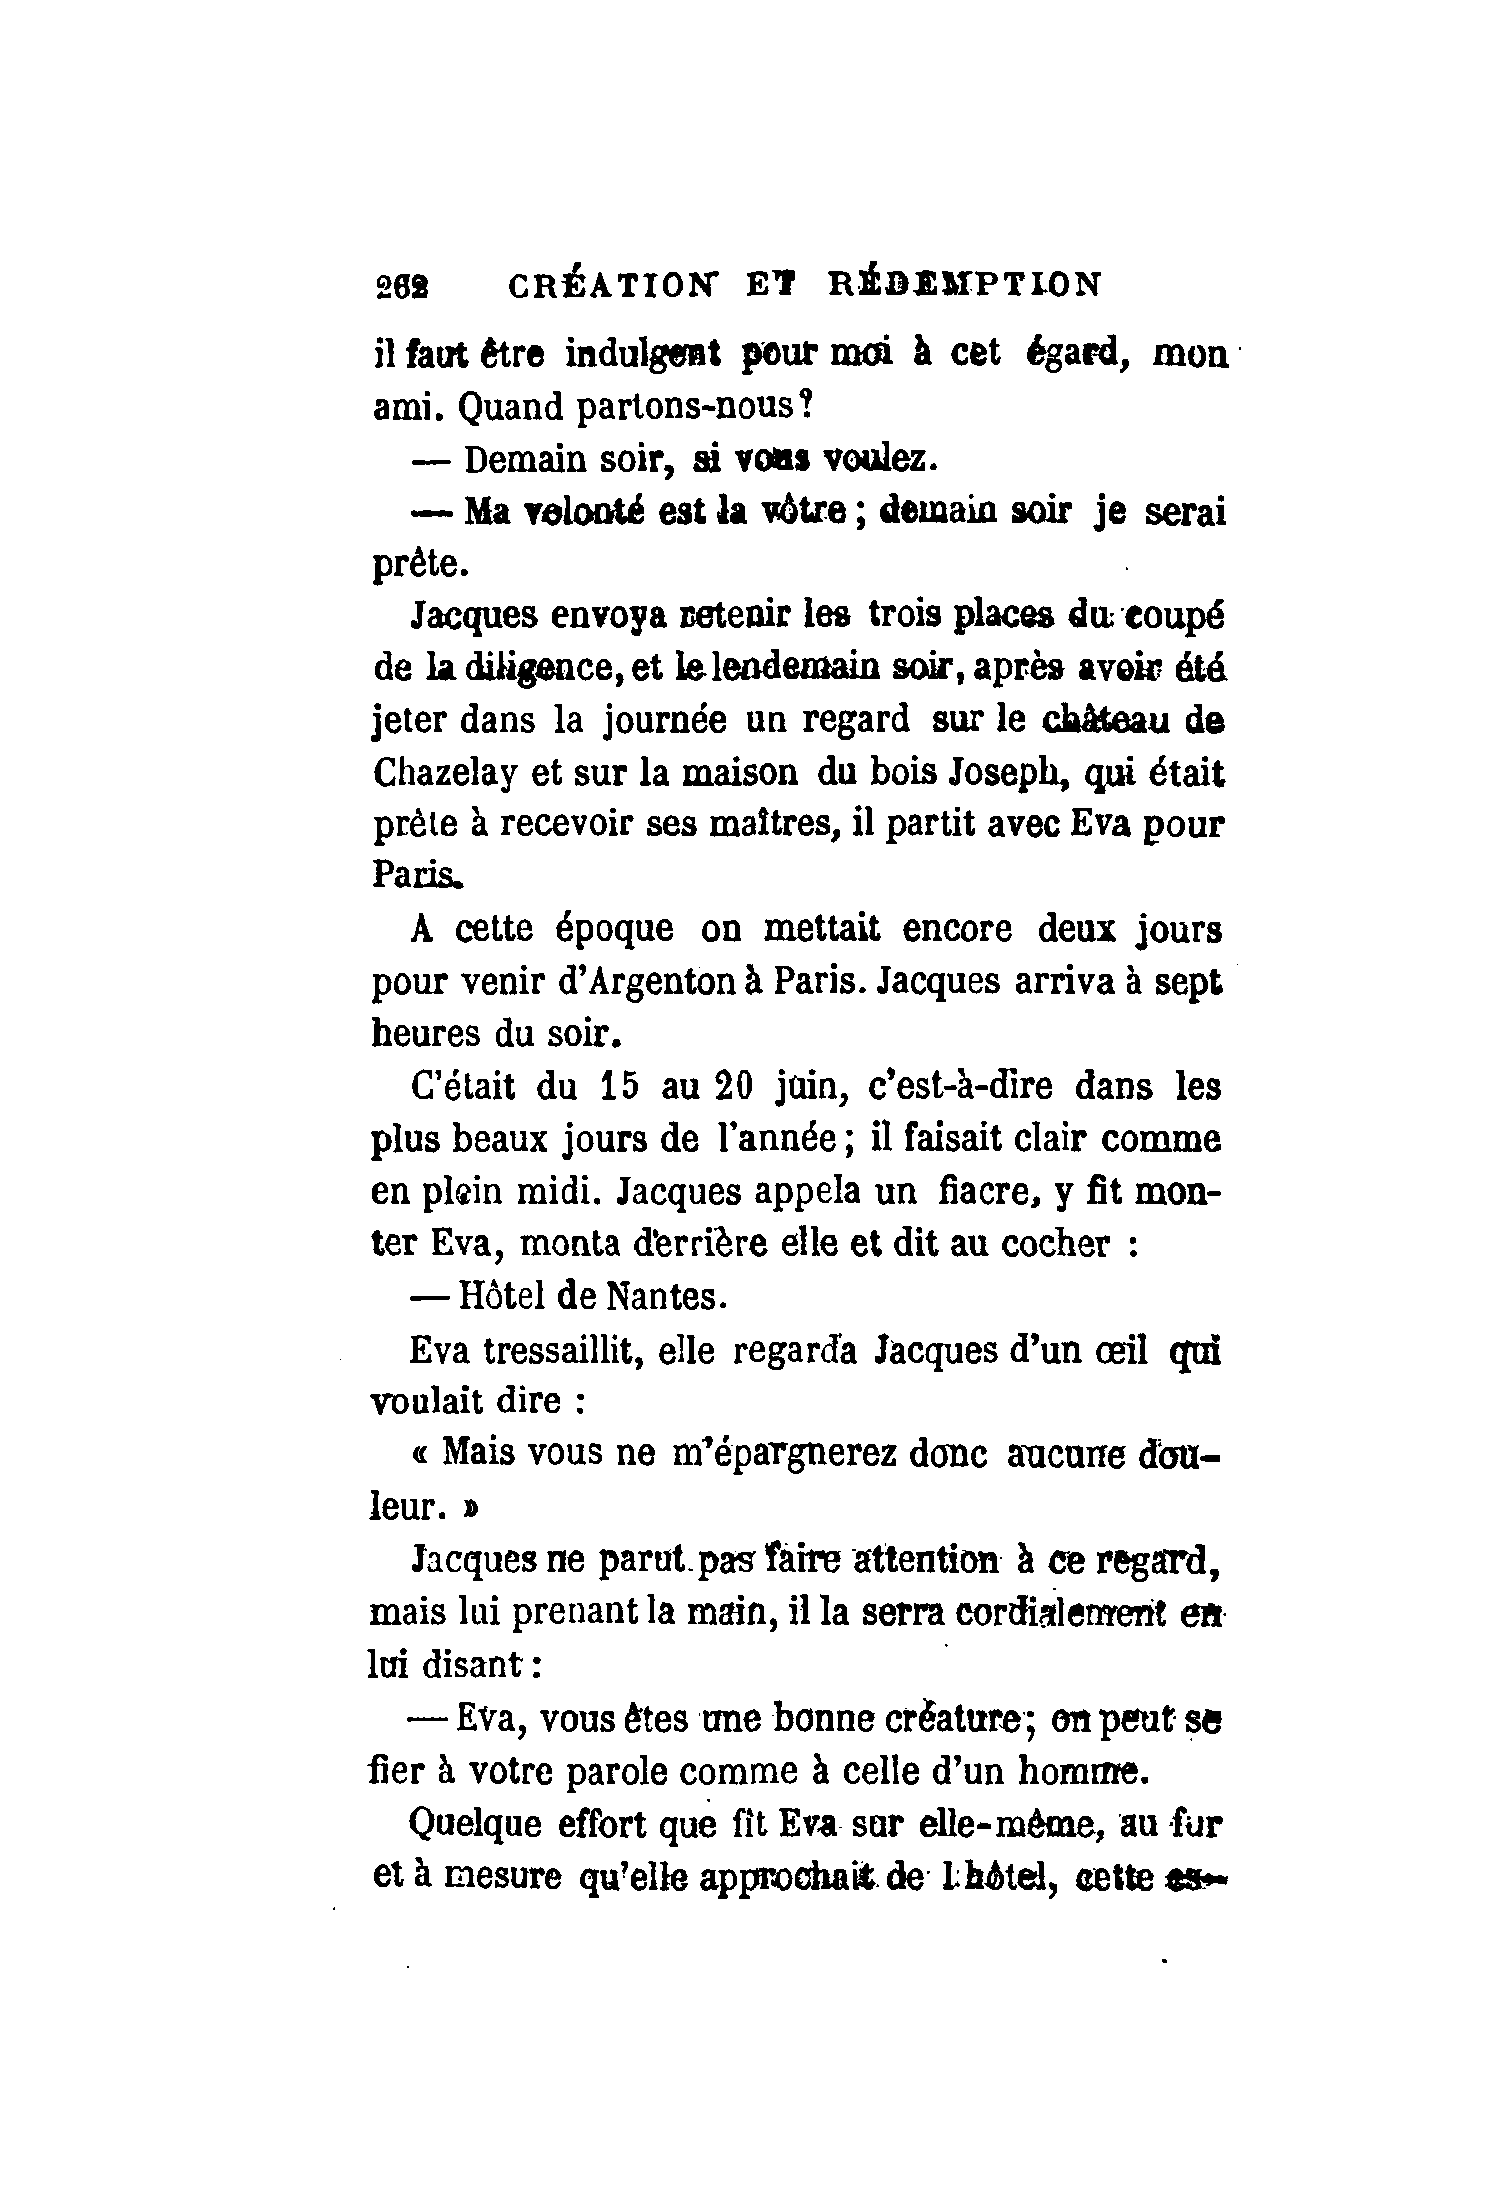 262 CRÉATION ET RÉDEMPTION
il faut être indulgent pour moi à cet égard, mon
ami. Quand partons-nous?
— Demain soir, si vous voulez.
— Ma volonté est la vôtre ; demain soir je serai
prête.
Jacques envoya retenir les trois places du coupé
de la diligence, et le lendemain soir, après avoir été
jeter dans la journée un regard sur le château de
Chazelay et sur la maison du bois Joseph, qui était
prête à recevoir ses maîtres, il partit avec Eva pour
Paris.
A cette époque on mettait encore deux jours
pour venir d'Argenton à Paris. Jacques arriva à sept
heures du soir.
C'était du 15 au 20 juin, c'est-à-dire dans les
plus beaux jours de l'année ; il faisait clair comme
en plein midi. Jacques appela un fiacre, y fit mon-
ter Eva, monta derrière elle et dit au cocher :
— Hôtel de Nantes.
Eva tressaillit, elle regarda Jacques d'un œil qui
voulait dire :
« Mais vous ne m'épargnerez donc aucune dou-
leur. »
Jacques ne parut pas faire attention à ce regard,
mais lui prenant la main, il la serra cordialement en
lui disant :
— Eva, vous êtes une bonne créature ; on peut se
fier à votre parole comme à celle d'un homme.
Quelque effort que fît Eva sur elle-même, au fur
et à mesure qu'elle approchait de l'hôtel, cette es-